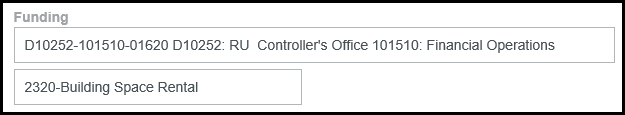 Funding
D10252-101510-01620 D10252: RU  Controller's Office 101510: Financial Operations
2320-Building Space Rental